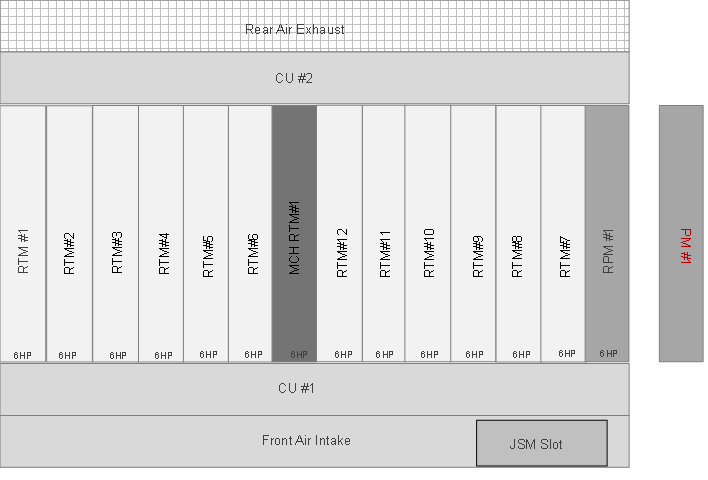 Rear Air Exhaust
CU #2
RTM #1
RTM#2
RTM#3
RTM#4
RTM#5
RTM#6
MCH RTM#1
RTM#12
RTM#11
RTM#10
RTM#9
RTM#8
RTM#7
RPM #1
PM #1
6HP
6HP
6HP
6HP
6HP
6HP
6HP
6HP
6HP
6HP
6HP
6HP
6HP
6HP
CU #1
Front Air Intake
JSM Slot